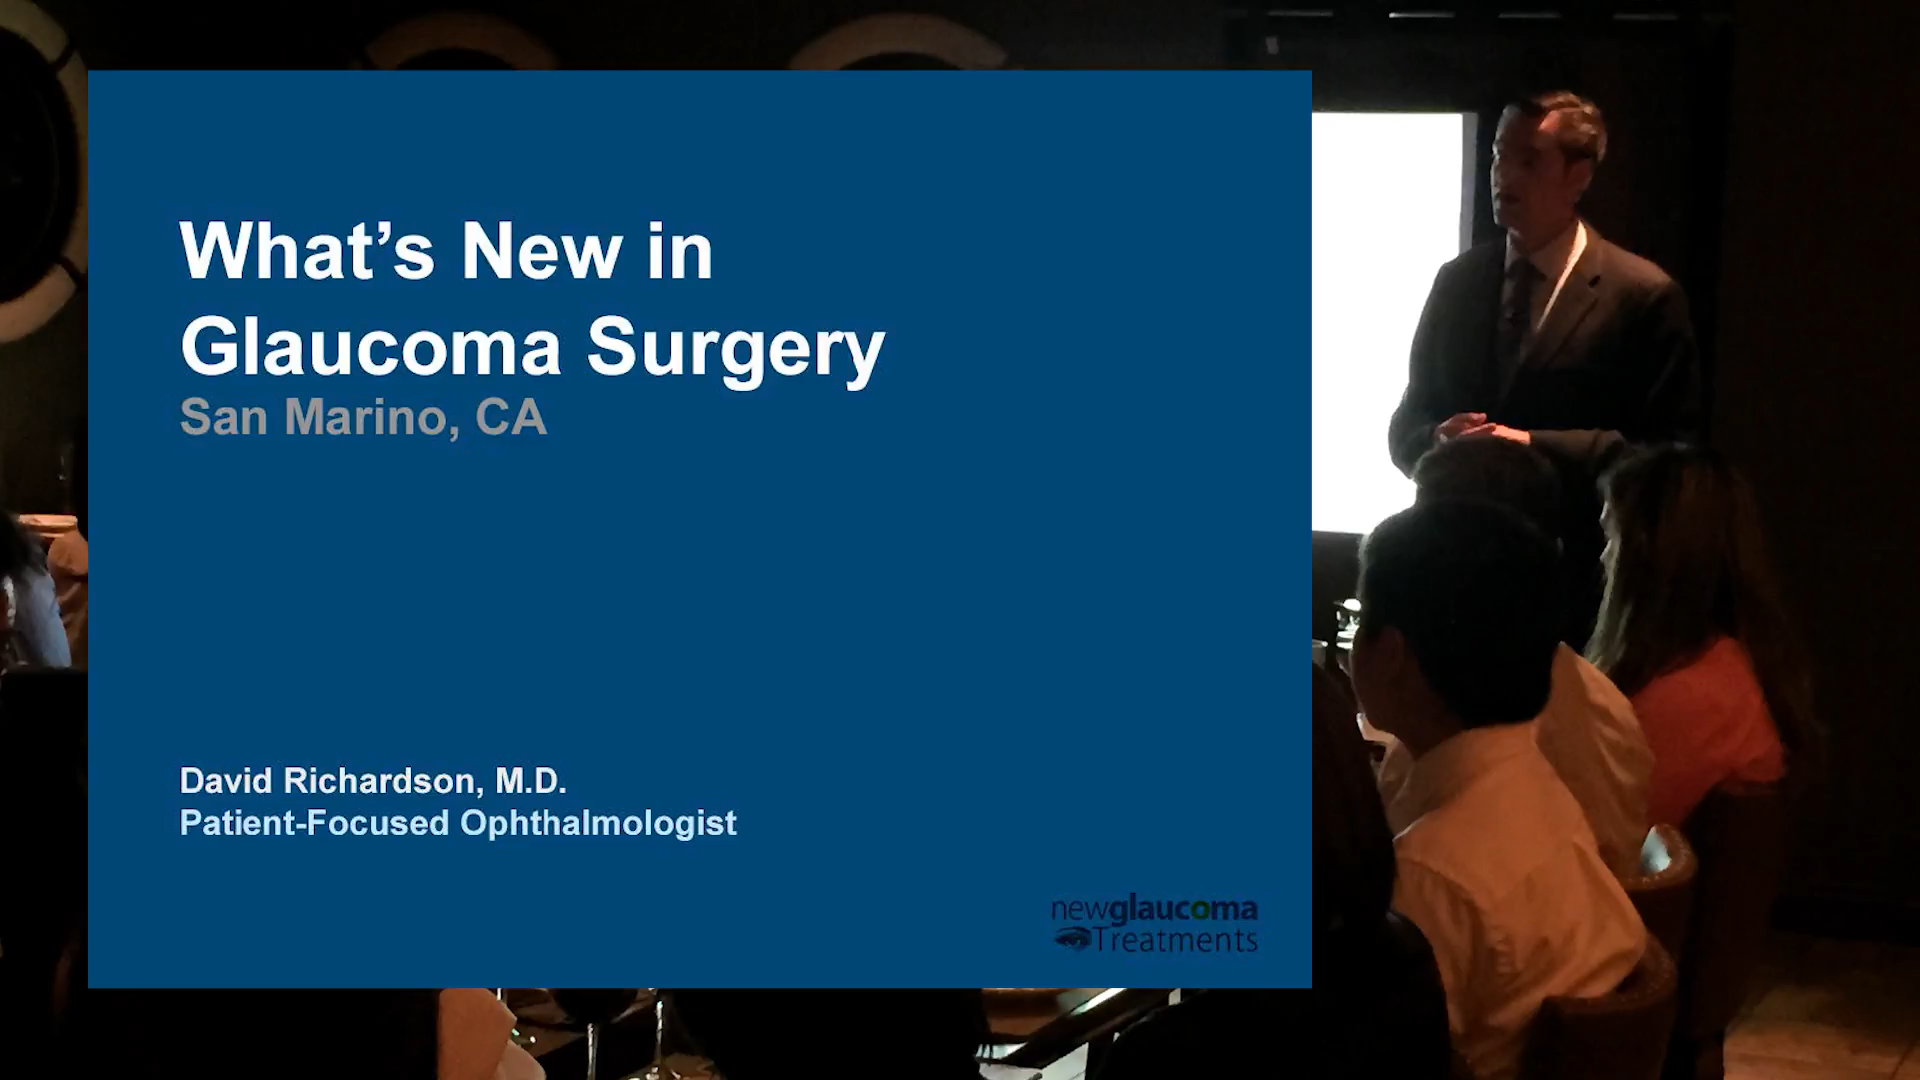 What’s New in
Glaucoma Surgery
San Marino, CA
David Richardson, M.D.
Patient-Focused Ophthalmologist
newglaucoma
Treatments